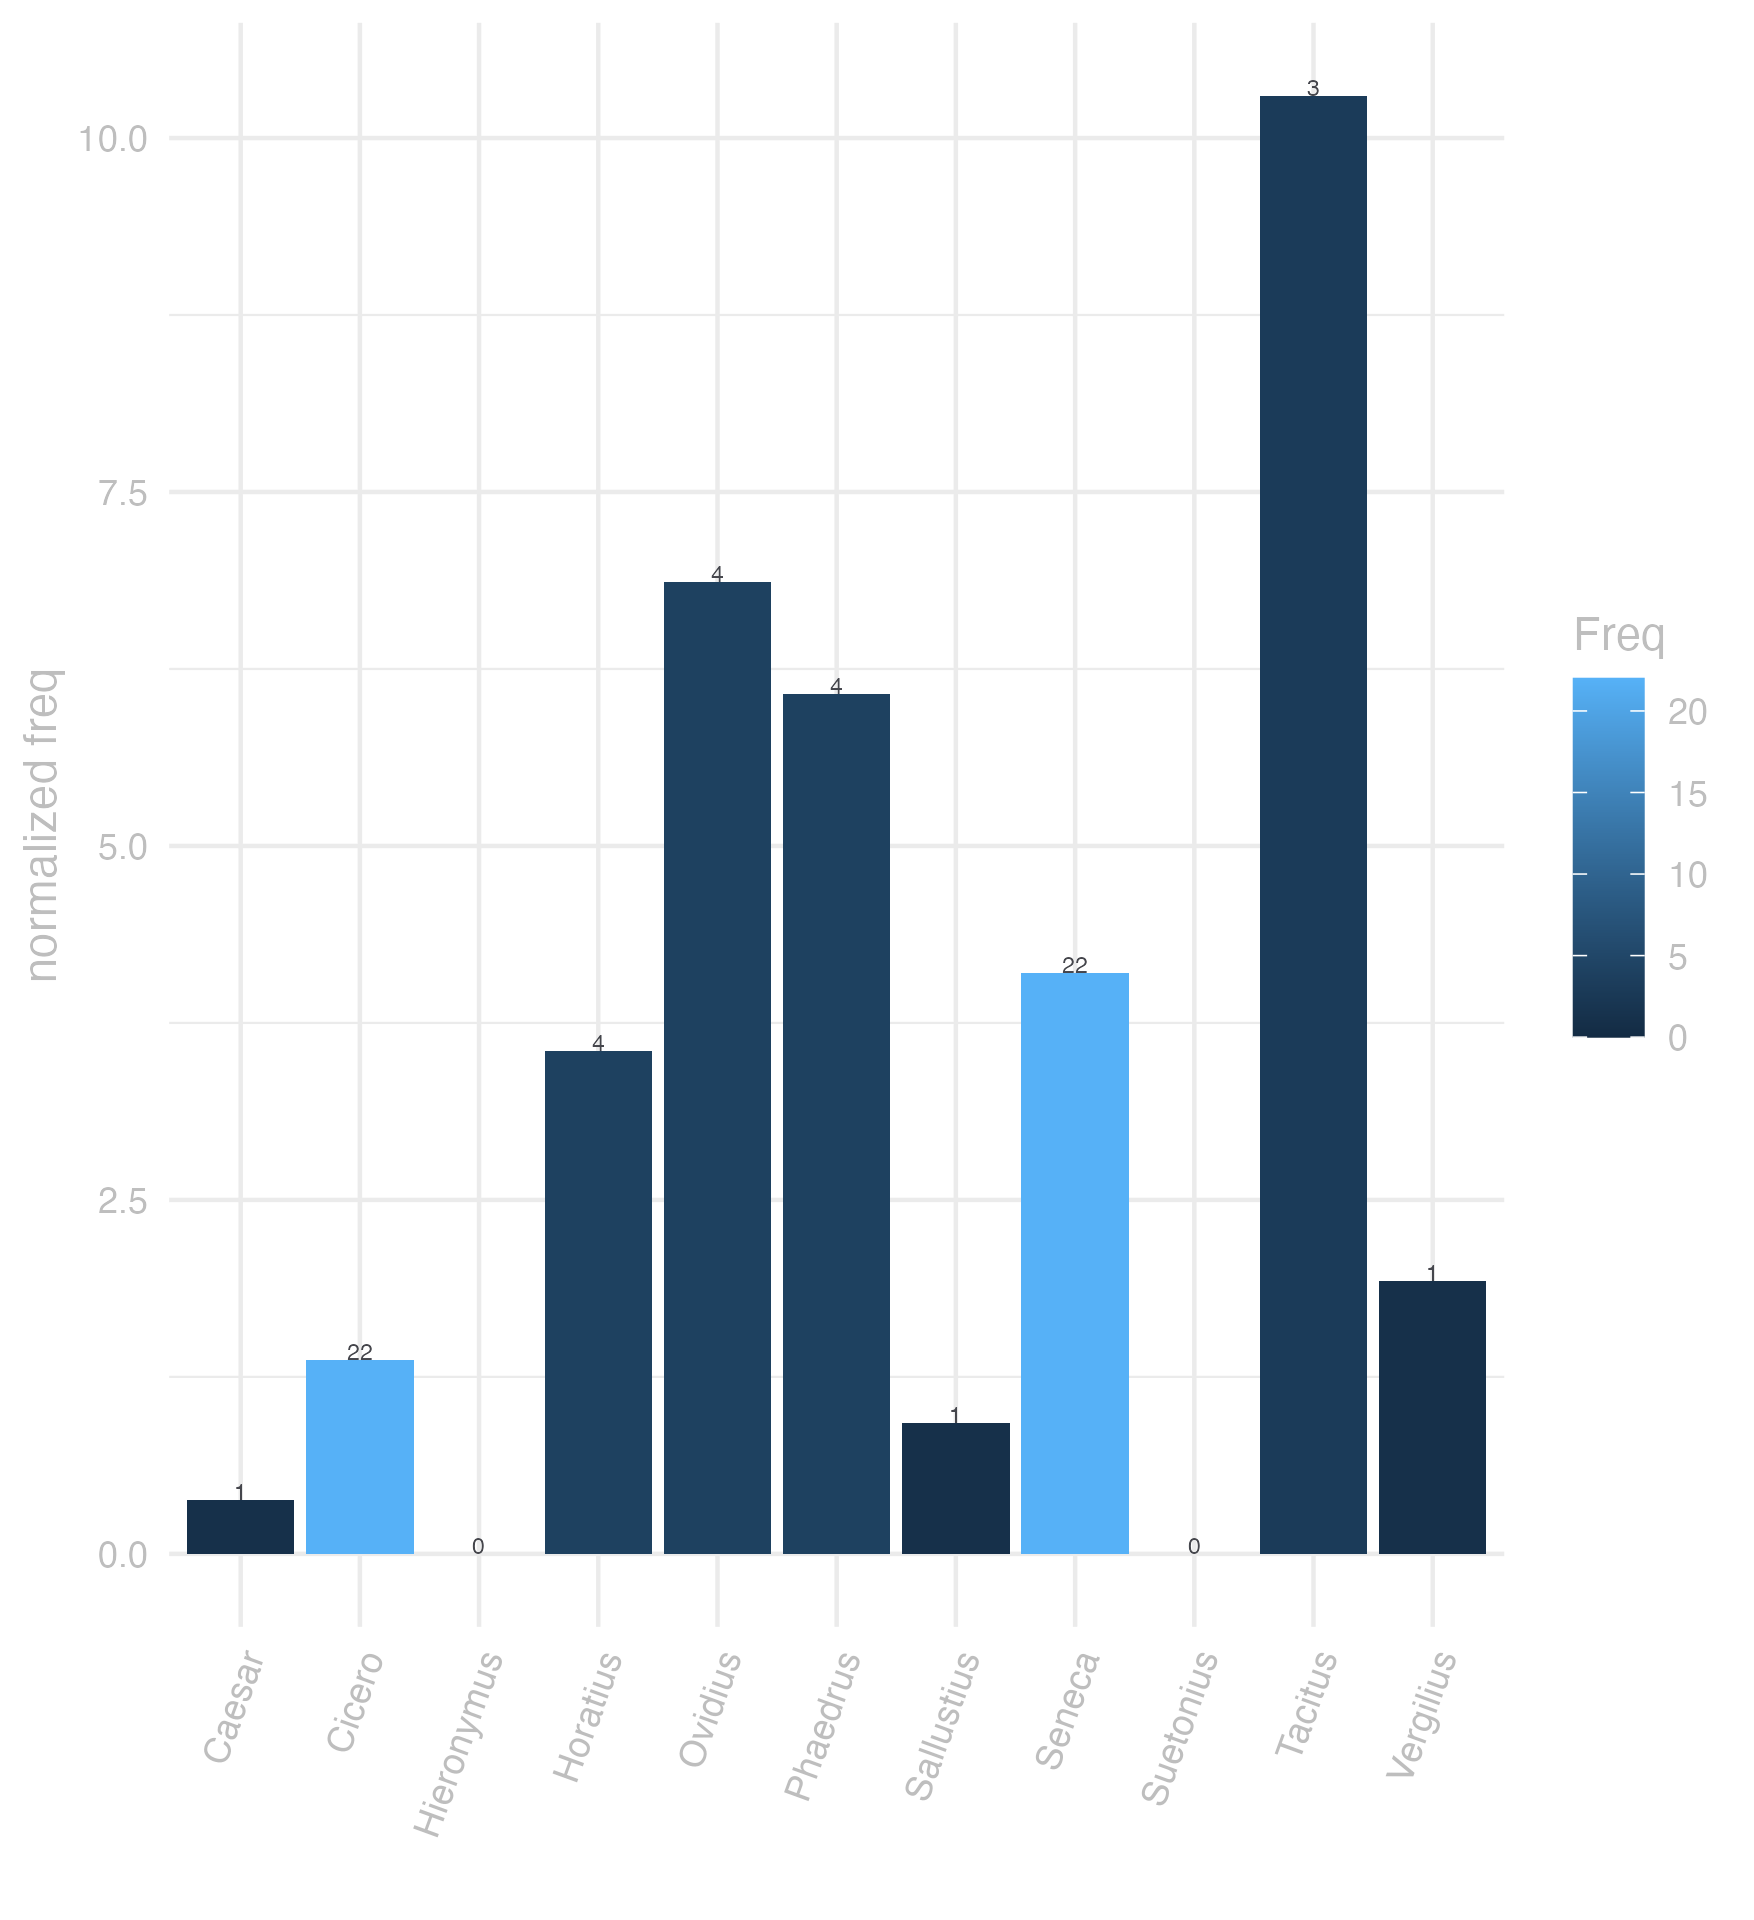 3
10.0
7.5
4
4
5.0
22
4
2.5
1
22
1
1
0
0
0.0
normalized freq
Caesar
Cicero
Hieronymus
Horatius
Ovidius
Phaedrus
Sallustius
Seneca
Suetonius
Tacitus
Vergilius
Freq
20
15
10
5
0